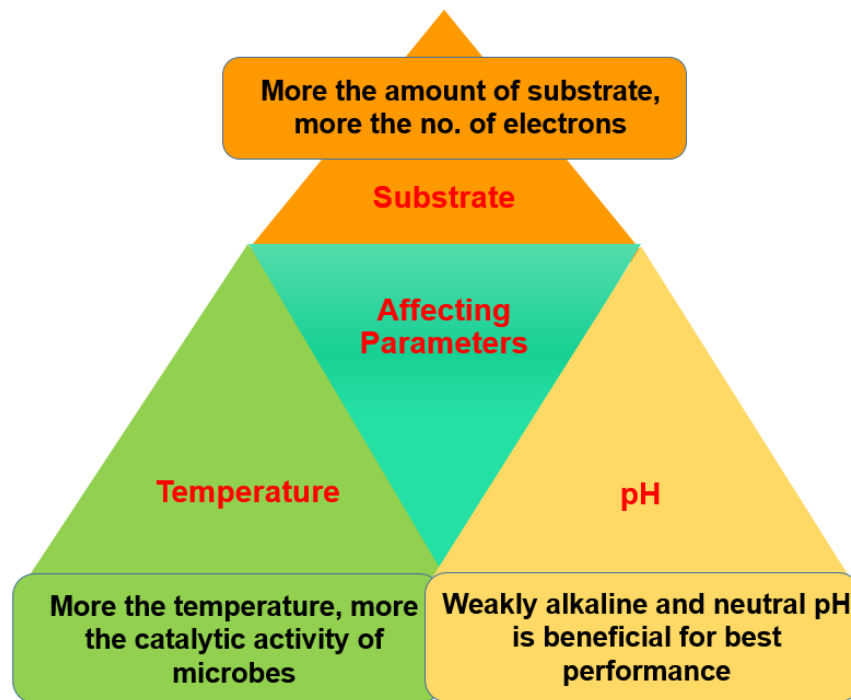 More the amount of substrate,
more the no. of electrons
Substrate
Affecting
Parameters
Temperature
pH
More the temperature, more
the catalytic activity of
microbes
Weakly alkaline and neutral pH
is beneficial for best
performance